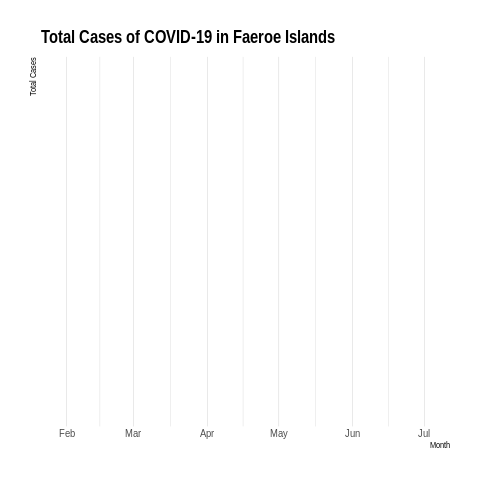 Total Cases of COVID-19 in Faeroe Islands
Total Cases
Feb Mar Apr May Jun Jul
Month